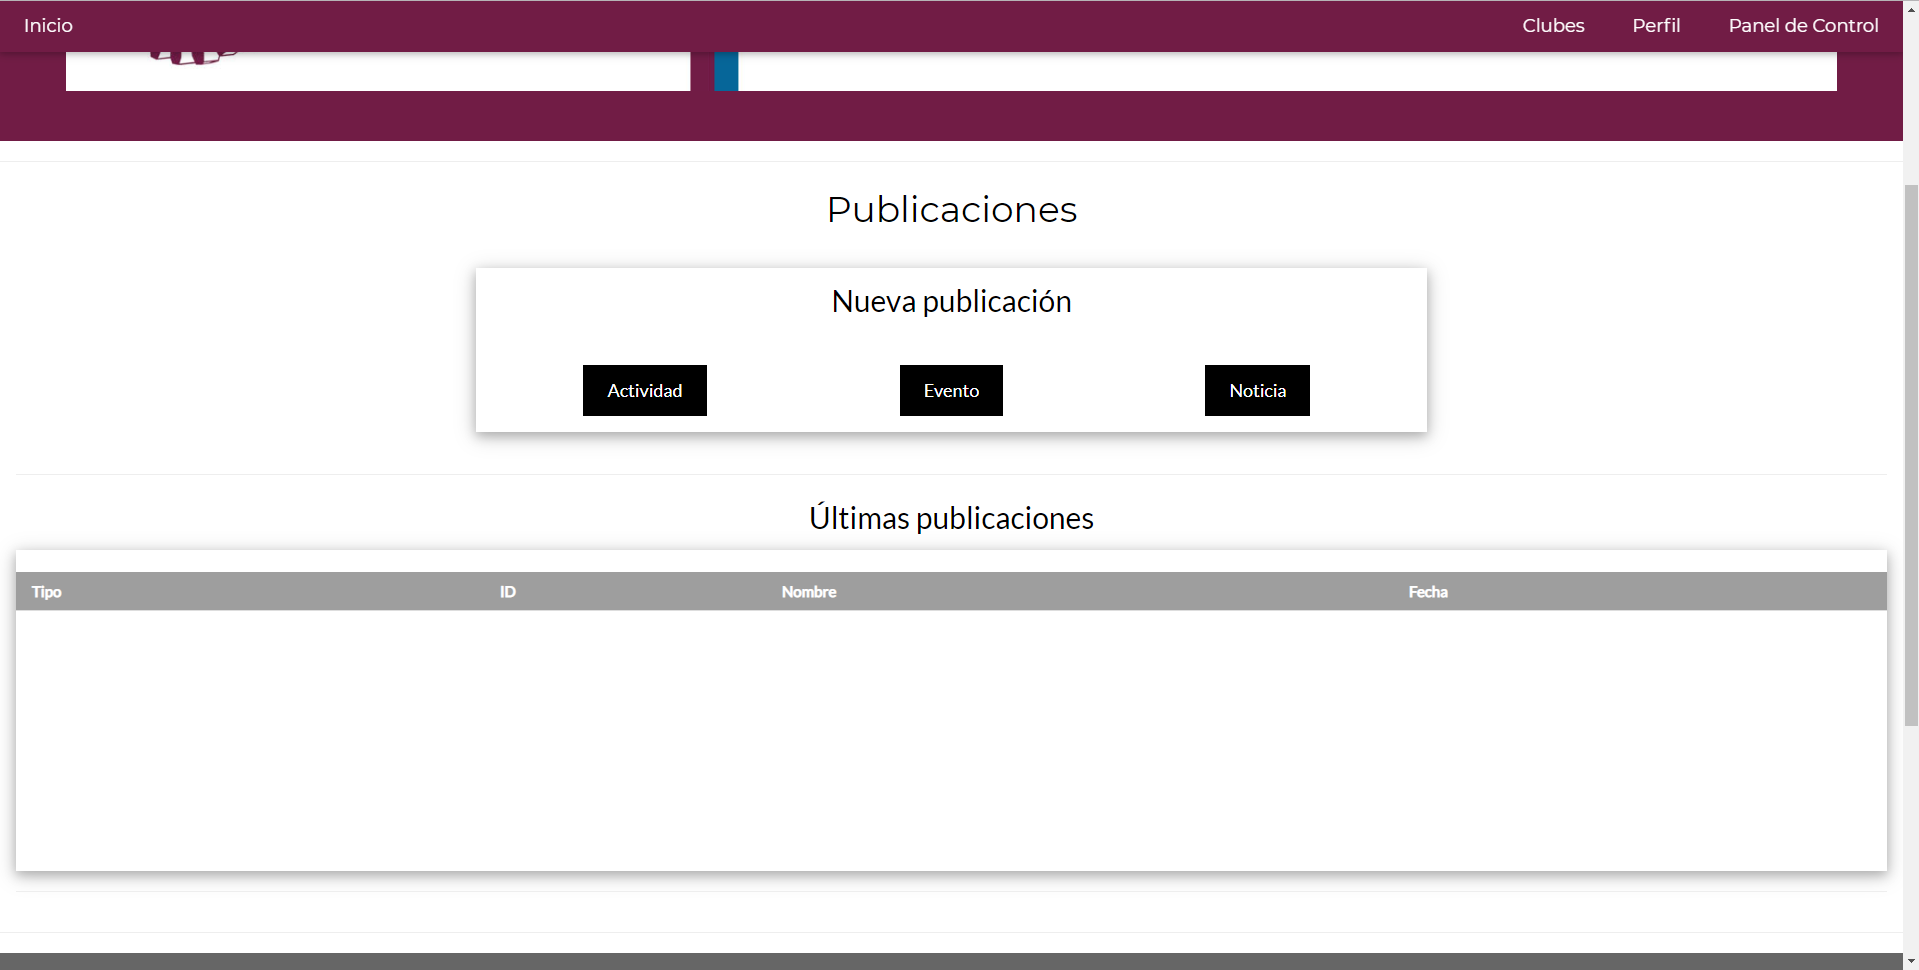 Inicio Clubes Perfil Panel de Control
Publicaciones
Nueva publicación
Actividad Evento Noticia
Últimas publicaciones
Tipo ID Nombre Fecha